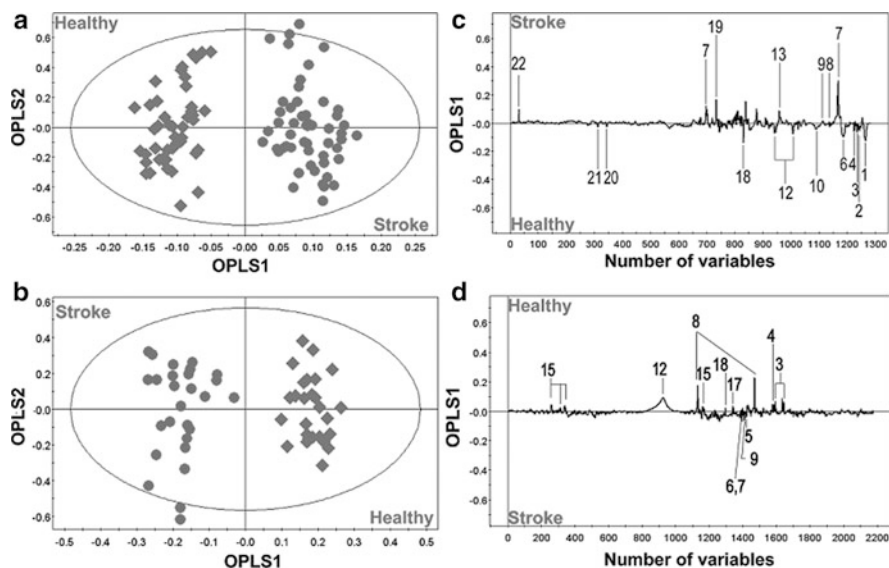 a
Healthy
OPLS2
0.6
0.4
0.2
-0.0
-0.2
-0.4
-0.6
Stroke
-0.25 -0.20 -0.15 -0.10 -0.05 0.00 0.05 0.10 0.15 0.20 0.25
OPLS1
c
Stroke
OPLS1
0.6
0.4
0.2
-0.0
-0.2
-0.4
-0.6
22
7
19
13
98
7
21
20
18
12
10
64
3
2
1
Healthy
0 100 200 300 400 500 600 700 800 900 1000 1100 1200 1300
Number of variables
b
Stroke
OPLS2
0.6
0.4
0.2
-0.0
-0.2
-0.4
-0.6
Healthy
-0.5 -0.4 -0.3 -0.2 -0.1 -0.0 0.1 0.2 0.3 0.4 0.5
OPLS1
d
Healthy
OPLS1
0.6
0.4
0.2
-0.0
-0.2
-0.4
-0.6
15
12
8
15
18
17
4
3
5
9
6,7
Stroke
0 200 400 600 800 1000 1200 1400 1600 1800 2000 2200
Number of variables